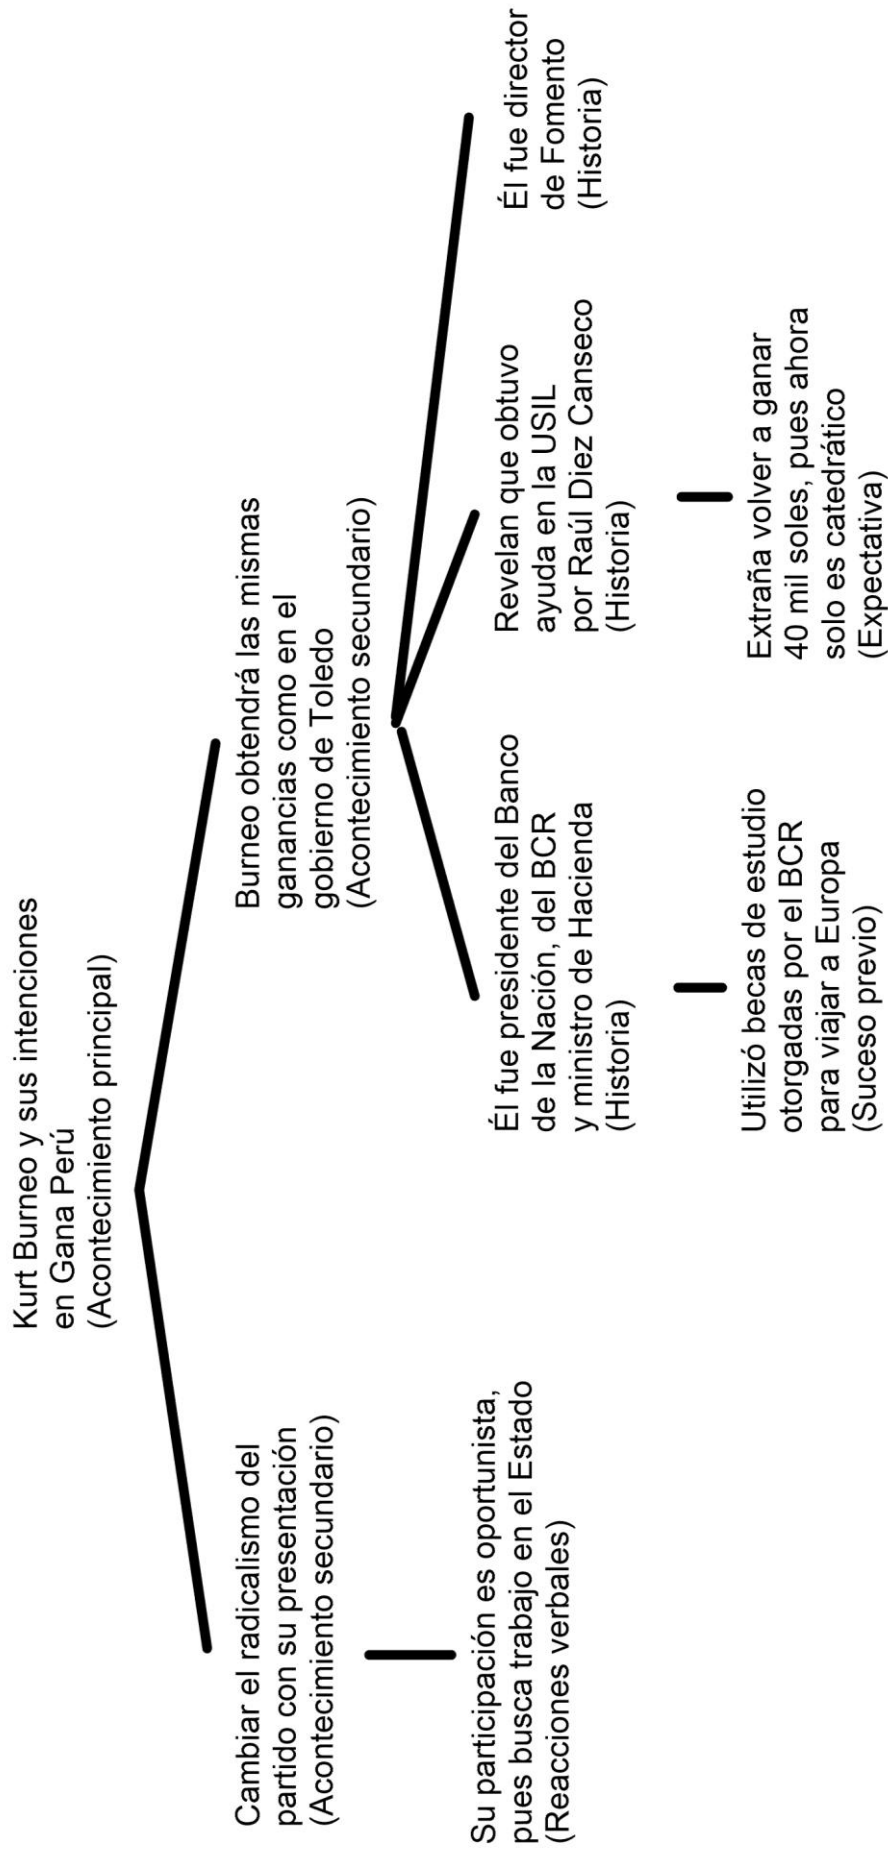 Kurt Burneo y sus intenciones
en Gana Perú
(Acontecimiento principal)
Cambiar el radicalismo del
partido con su presentación
(Acontecimiento secundario)
Burneo obtendrá las mismas
ganancias como en el
gobierno de Toledo
(Acontecimiento secundario)
Su participación es oportunista,
pues busca trabajo en el Estado
(Reacciones verbales)
Él fue presidente del Banco
de la Nación, del BCR
y ministro de Hacienda
(Historia)
Revelan que obtuvo
ayuda en la USIL
por Raúl Diez Canseco
(Historia)
Él fue director
de Fomento
(Historia)
Utilizó becas de estudio
otorgadas por el BCR
para viajar a Europa
(Suceso previo)
Extraña volver a ganar
40 mil soles, pues ahora
solo es catedrático
(Expectativa)